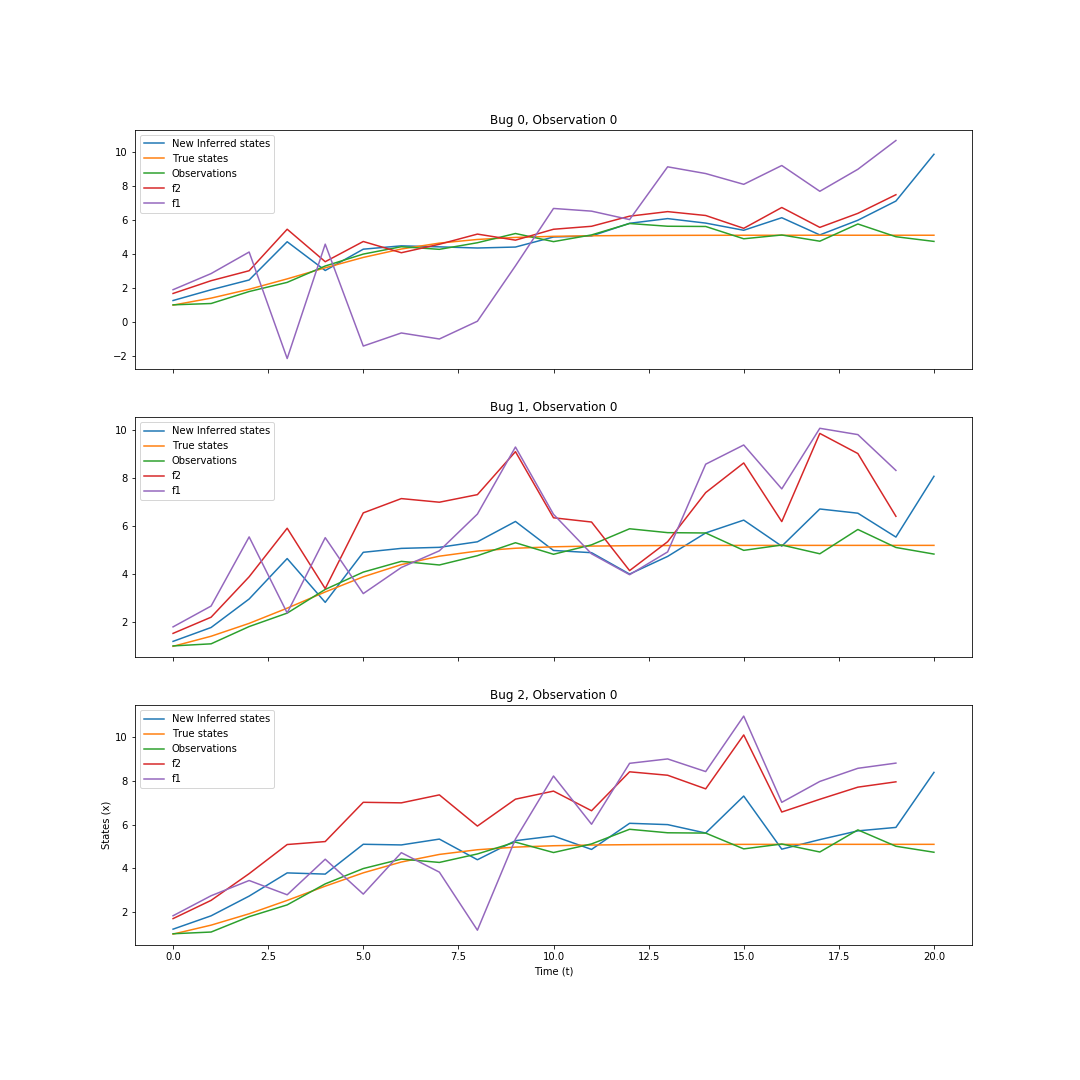 Bug 0, Observation 0
New Inferred states
True states
Observations
f2
f1
10
8
6
4
2
0
−2
Bug 1, Observation 0
New Inferred states
True states
Observations
f2
f1
10
8
6
4
2
Bug 2, Observation 0
New Inferred states
True states
Observations
f2
f1
10
8
6
4
2
States (x)
0.0 2.5 5.0 7.5 10.0 12.5 15.0 17.5 20.0
Time (t)